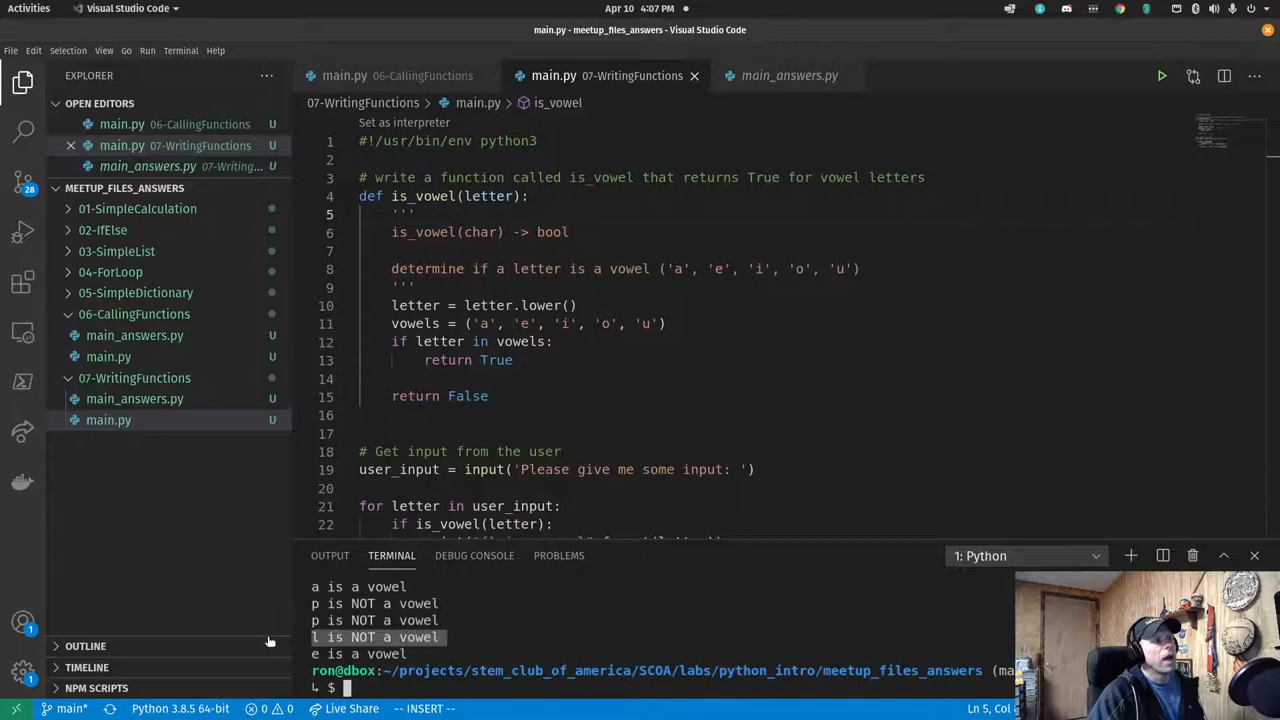 Activities
Visual Studio Code
Apr 10 4:07 PM
main.py - meetup_files_answers - Visual Studio Code
File Edit Selection View Go Run Terminal Help
EXPLORER
main.py 06-CallingFunctions
main.py 07-WritingFunctions
main_answers.py
OPEN EDITORS
main.py 06-CallingFunctions U
main.py 07-WritingFunctions U
main_answers.py 07-Writing... U
MEETUP_FILES_ANSWERS
01-SimpleCalculation
02-IfElse
03-SimpleList
04-ForLoop
05-SimpleDictionary
06-CallingFunctions
main_answers.py U
main.py U
07-WritingFunctions
main_answers.py U
main.py U
OUTLINE
TIMELINE
NPM SCRIPTS
28
1
1
07-WritingFunctions > main.py > is_vowel
Set as interpreter
1 #!/usr/bin/env python3
2
3 # write a function called is_vowel that returns True for vowel letters
4 def is_vowel(letter):
5 '''
6 is_vowel(char) -> bool
7
8 determine if a letter is a vowel ('a', 'e', 'i', 'o', 'u')
9 '''
10 letter = letter.lower()
11 vowels = ('a', 'e', 'i', 'o', 'u')
12 if letter in vowels:
13 return True
14
15 return False
16
17
18 # Get input from the user
19 user_input = input('Please give me some input: ')
20
21 for letter in user_input:
22 if is_vowel(letter):
OUTPUT TERMINAL DEBUG CONSOLE PROBLEMS
1: Python
a is a vowel
p is NOT a vowel
p is NOT a vowel
l is NOT a vowel
e is a vowel
ron@dbox:~/projects/stem_club_of_america/SCOA/labs/python_intro/meetup_files_answers (ma
↳ $
main* Python 3.8.5 64-bit 0 0 Live Share -- INSERT -- Ln 5, Col